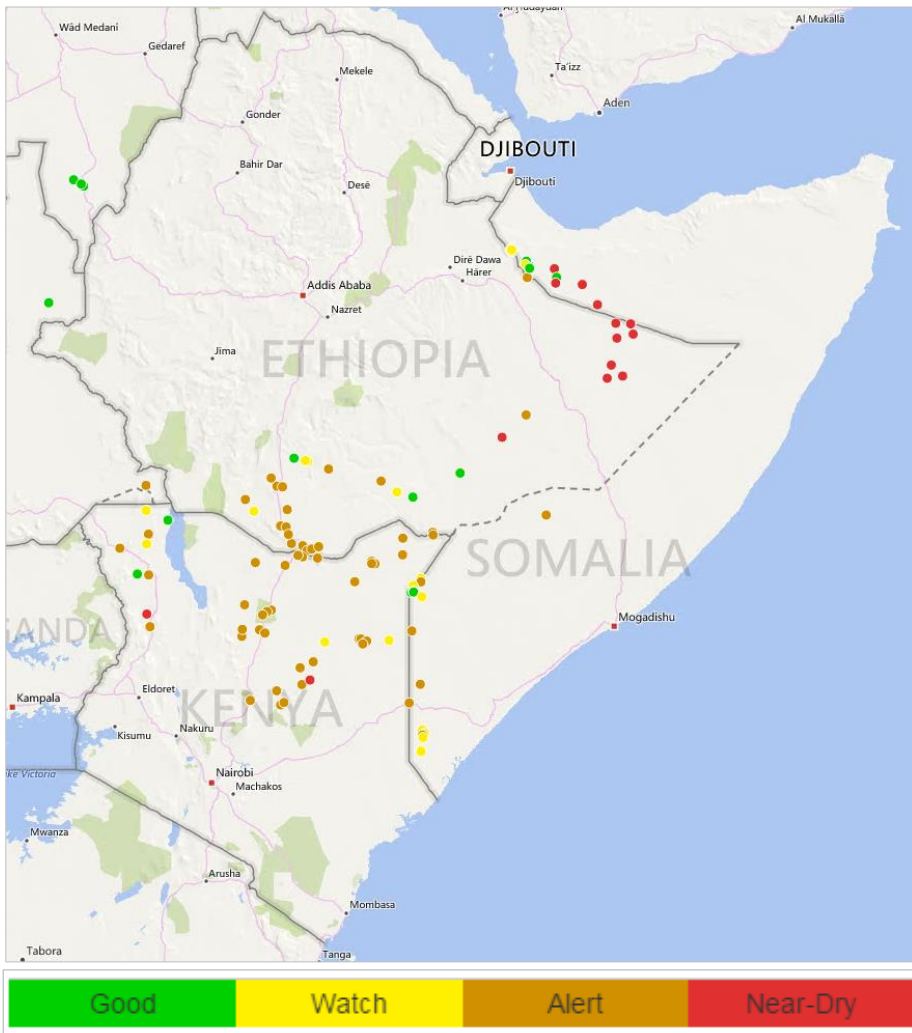 Al Mukalla
Wâd Medani
Gedaref
Ta'izz
Mekele
Aden
Gonder
DJIBOUTI
Bahir Dar
Djibouti
Desē
Dirē Dawa
Hārer
Addis Ababa
Nazret
Jima
ETHIOPIA
SOMALIA
Mogadishu
GANDA
Eldoret
Kampala
KENYA
Kisumu
Nakuru
Nairobi
ke Victoria
Machakos
Mwanza
Arusha
Mombasa
Tabora
Tanga
Good Watch Alert Near-Dry